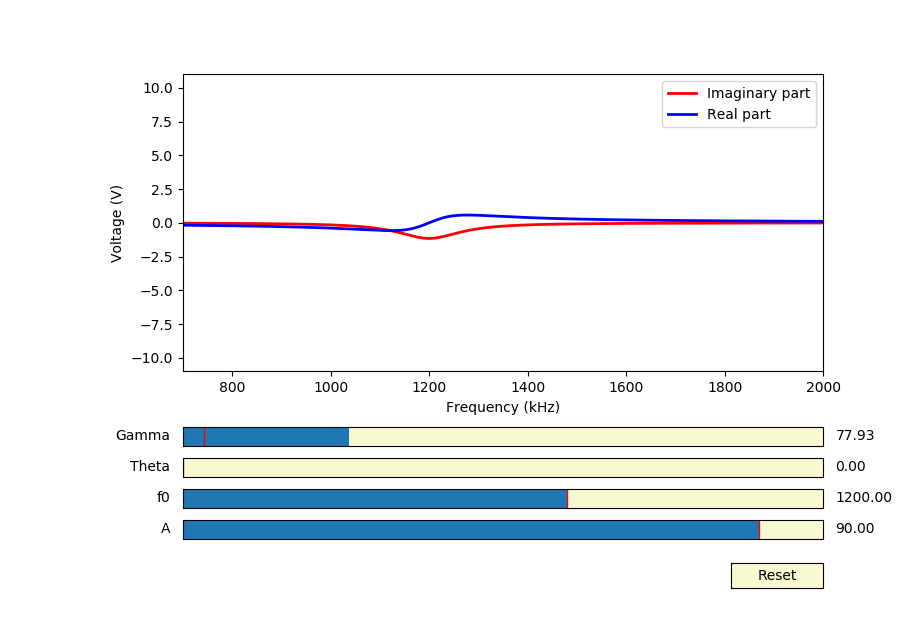 10.0
7.5
5.0
2.5
0.0
−2.5
−5.0
−7.5
−10.0
Voltage (V)
Imaginary part
Real part
800 1000 1200 1400 1600 1800 2000
Frequency (kHz)
Gamma 77.93
Theta 0.00
f0 1200.00
A 90.00
Reset